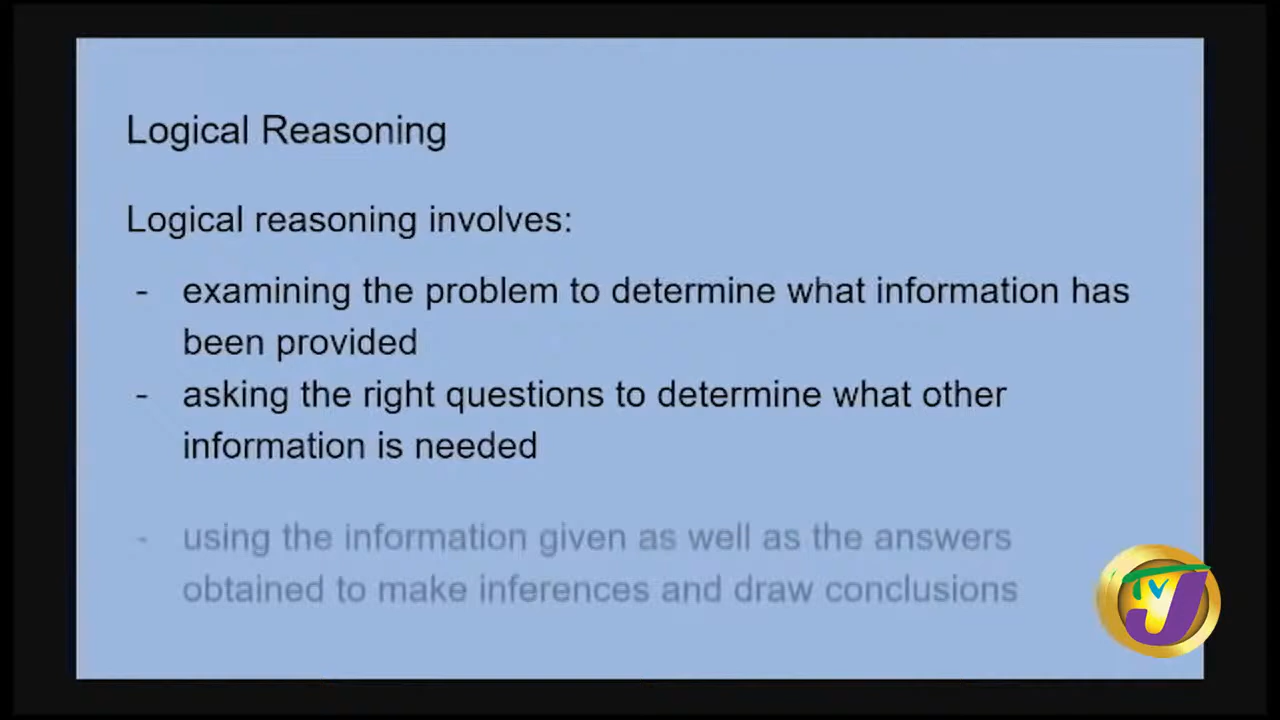 Logical Reasoning
Logical reasoning involves:
- examining the problem to determine what information has
been provided
- asking the right questions to determine what other
information is needed
- using the information given as well as the answers
obtained to make inferences and draw conclusions
TVJ